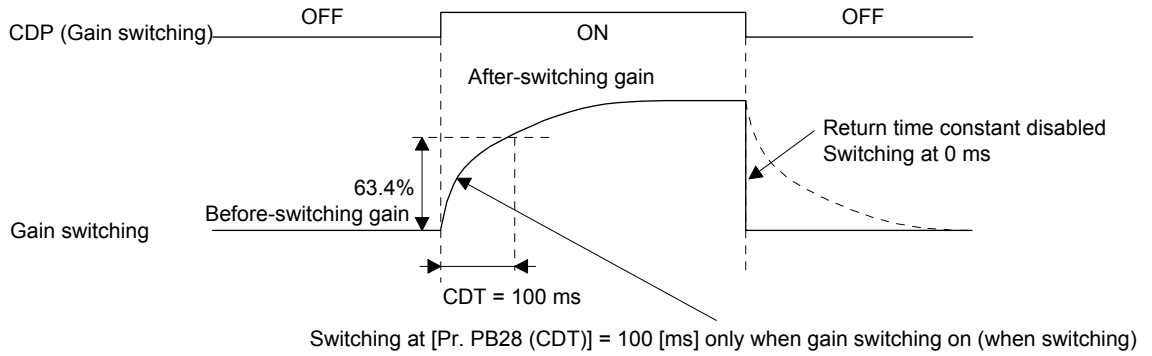 OFF
OFF
CDP (Gain switching)
ON
After-switching gain
Return time constant disabled
Switching at 0 ms
63.4%
Before-switching gain
Gain switching
CDT = 100 ms
Switching at [Pr. PB28 (CDT)] = 100 [ms] only when gain switching on (when switching)